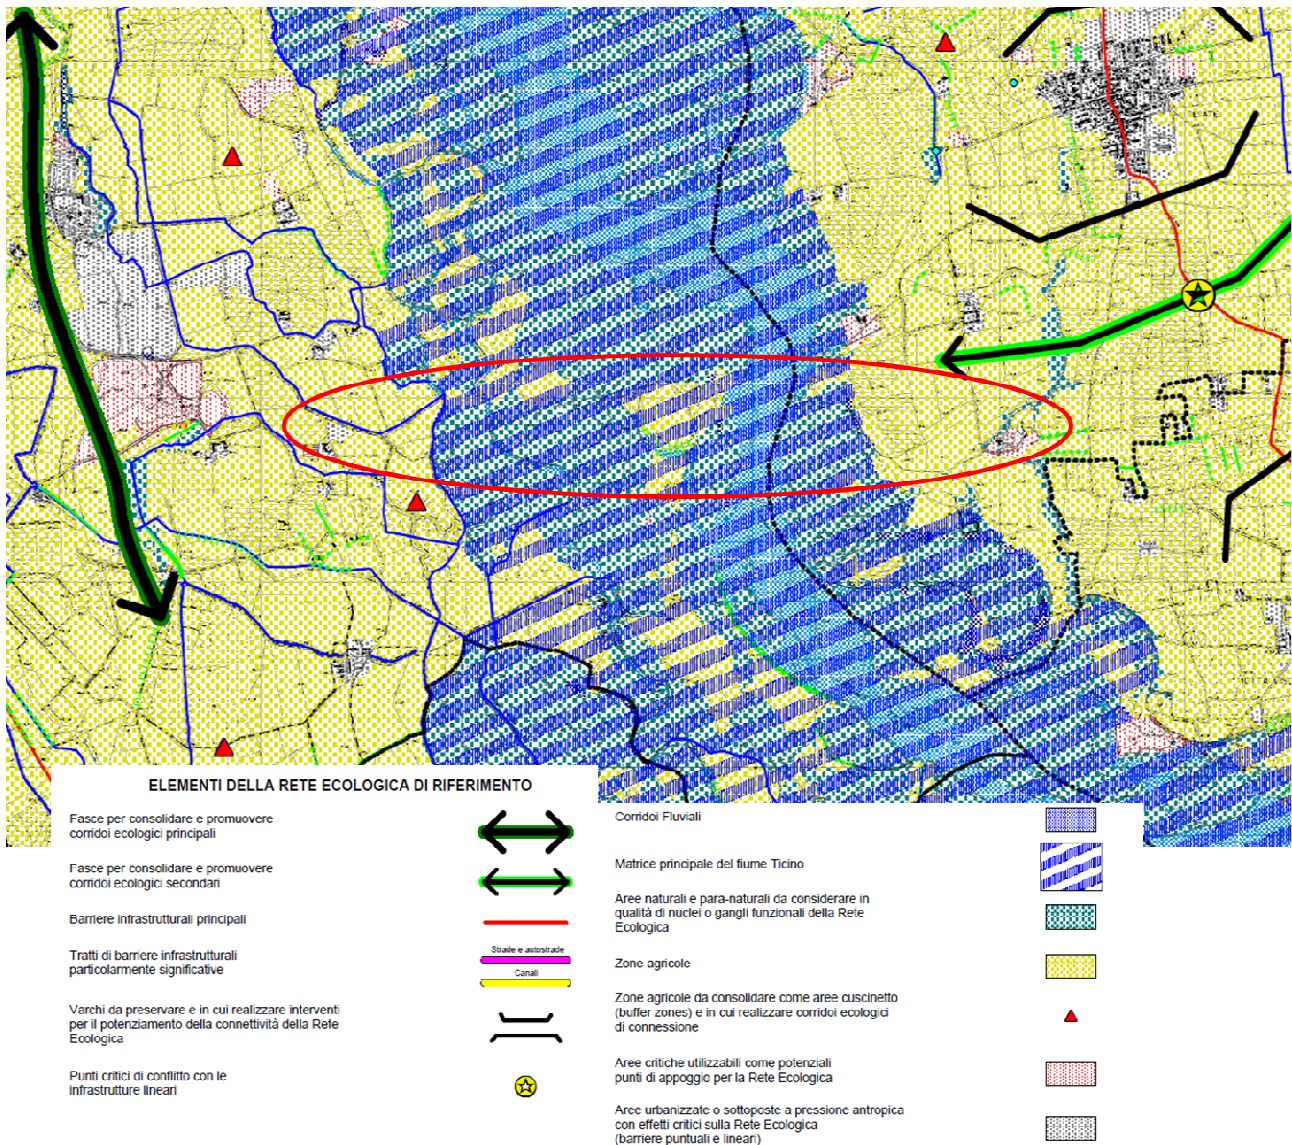 ELEMENTI DELLA RETE ECOLOGICA DI RIFERIMENTO
Fasce per consolidare e promuovere
corridoi ecologici principali
Fasce per consolidare e promuovere
corridoi ecologici secondari
Barriere infrastrutturali principali
Tratti di barriere infrastrutturali
particolarmente significative
Strade e autostrade
Canali
Varchi da preservare e in cui realizzare interventi
per il potenziamento della connettività della Rete
Ecologica
Punti critici di conflitto con le
infrastrutture lineari
Corridoi Fluviali
Matrice principale del fiume Ticino
Aree naturali e para-naturali da considerare in
qualità di nuclei o gangli funzionali della Rete
Ecologica
Zone agricole
Zone agricole da consolidare come aree cuscinetto
(buffer zones) e in cui realizzare corridoi ecologici
di connessione
Aree critiche utilizzabili come potenziali
punti di appoggio per la Rete Ecologica
Aree urbanizzate o sottoposte a pressione antropica
con effetti critici sulla Rete Ecologica
(barriere puntuali e lineari)